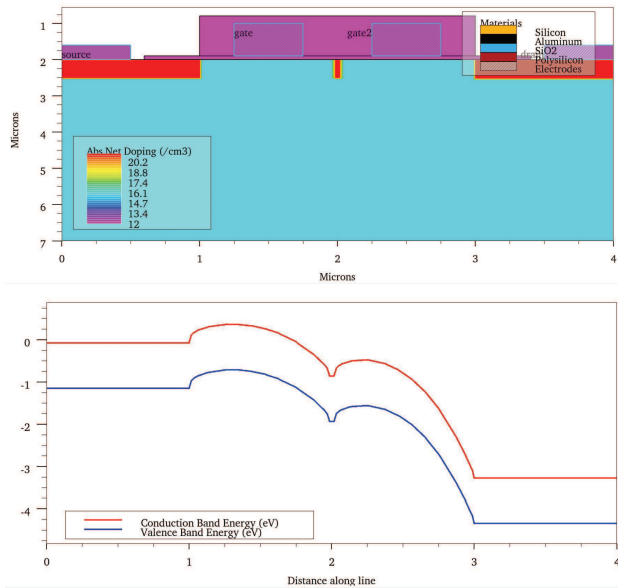 1
2
3
4
5
6
7
Microns
source
gate
gate2
Materials
Silicon
Aluminum
SiO2
Polysilicon
Electrodes
Abs Net Doping (/cm3)
20.2
18.8
17.4
16.1
14.7
13.4
12
0 1 2 3 4
Microns
0
-1
-2
-3
-4
Conduction Band Energy (eV)
Valence Band Energy (eV)
0 1 2 3 4
Distance along line